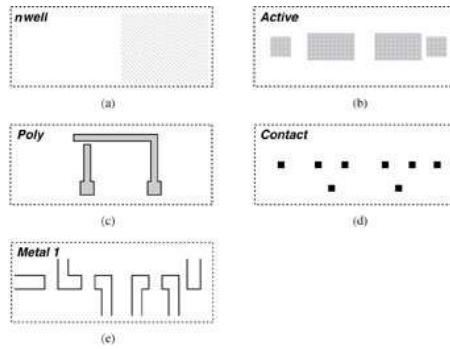 nwell
Active
(a)
(b)
Poly
Contact
(c)
(d)
Metal 1
(e)